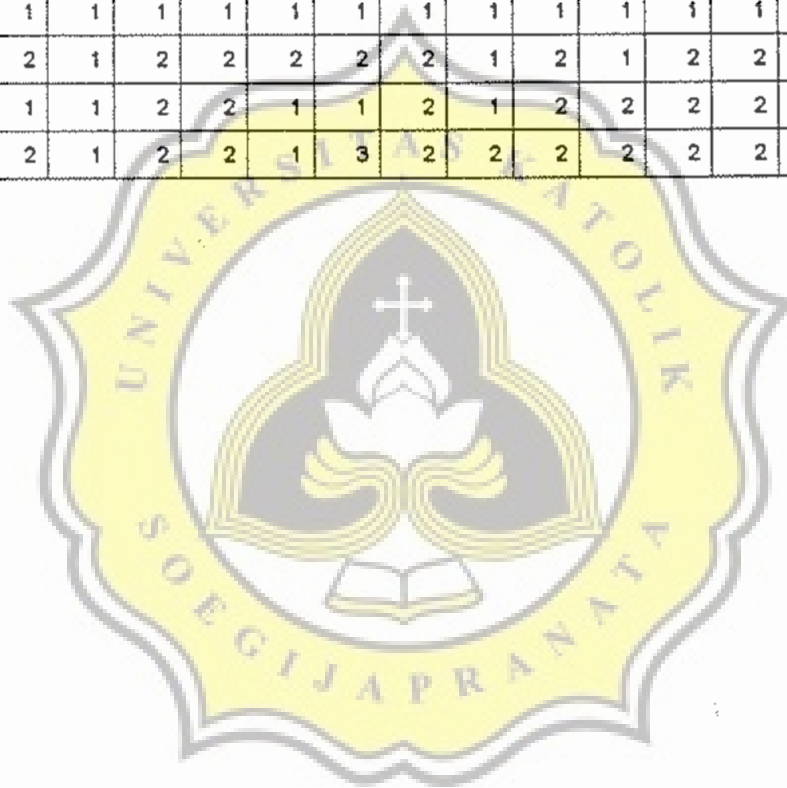 1 1 1 1 1 1 1 1 1 1 1 1
2 1 2 2 2 2 2 1 2 1 2 2
1 1 2 2 1 1 2 1 2 2 2 2
2 1 2 2 1 3 2 2 2 2 2 2
UNIVERSITAS KATOLIK
SOEGIJAPRANATA